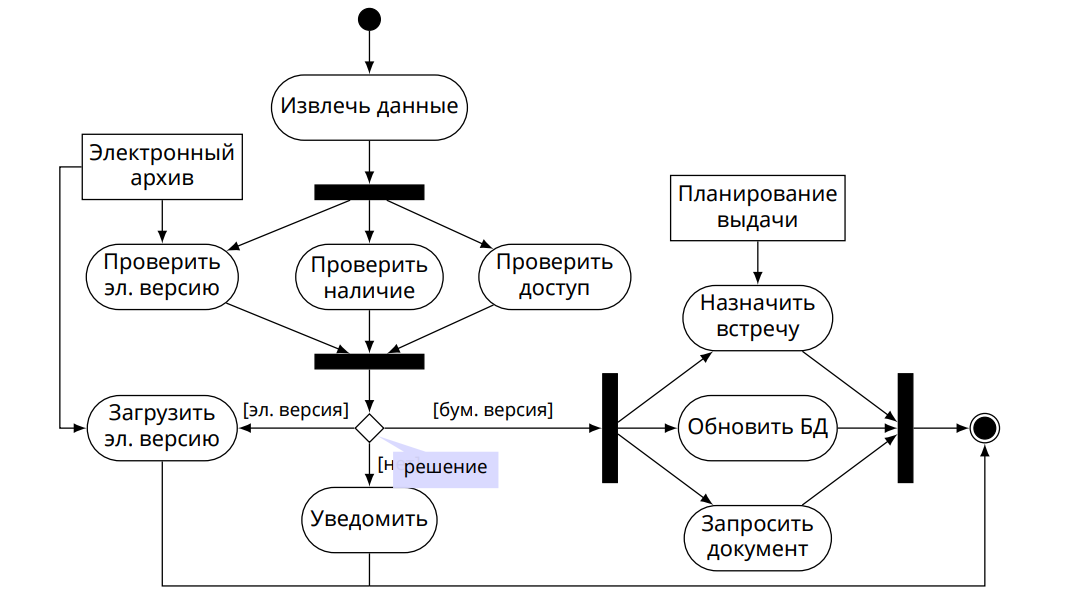 Извлечь данные
Электронный
архив
Планирование
выдачи
Проверить
эл. версию
Проверить
наличие
Проверить
доступ
Назначить
встречу
Загрузить
эл. версию
[эл. версия]
[бум. версия]
Обновить БД
решение
Уведомить
Запросить
документ